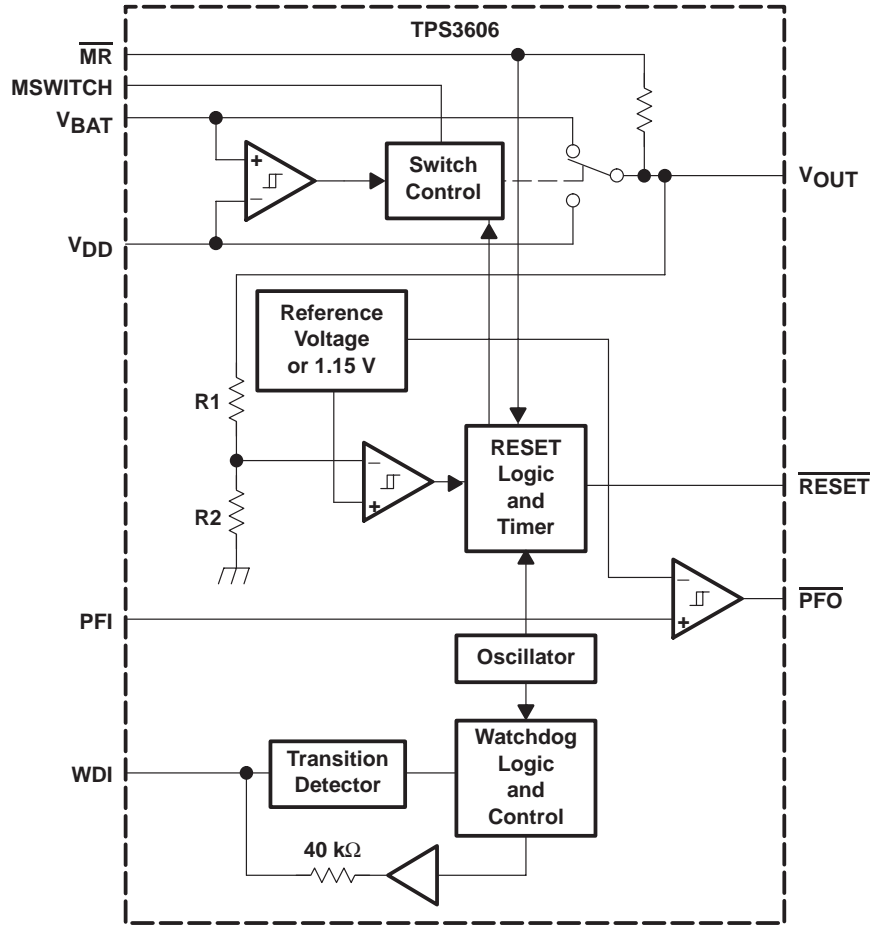 TPS3606
MR
MSWITCH
VBAT
+
–
Switch
Control
VOUT
VDD
Reference
Voltage
or 1.15 V
R1
–
+
R2
RESET
Logic
and
Timer
RESET
–
+
PFO
PFI
Oscillator
Watchdog
Logic
and
Control
WDI
Transition
Detector
40 kΩ